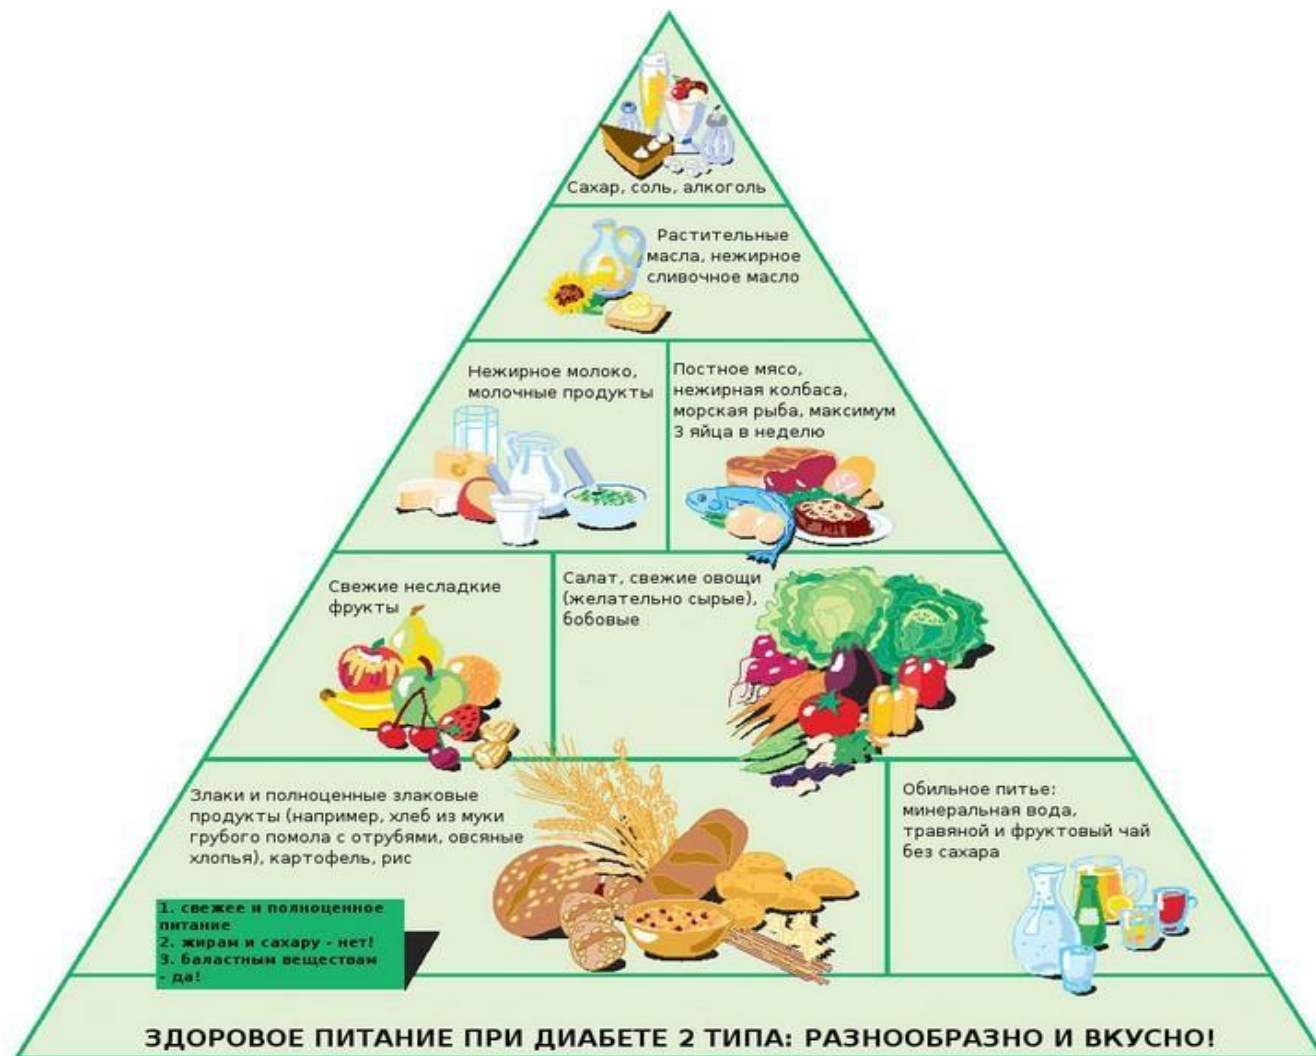 Сахар, соль, алкоголь
Растительные
масла, нежирное
сливочное масло
Нежирное молоко,
молочные продукты
Постное мясо,
нежирная колбаса,
морская рыба, максимум
3 яйца в неделю
Свежие несладкие
фрукты
Салат, свежие овощи
(желательно сырые),
бобовые
Злаки и полноценные злаковые
продукты (например, хлеб из муки
грубого помола с отрубями, овсяные
хлопья), картофель, рис
Обильное питье:
минеральная вода,
травяной и фруктовый чай
без сахара
1. свежее и полноценное
питание
2. жирам и сахару - нет!
3. баластным веществам
- да!
ЗДОРОВОЕ ПИТАНИЕ ПРИ ДИАБЕТЕ 2 ТИПА: РАЗНООБРАЗНО И ВКУСНО!